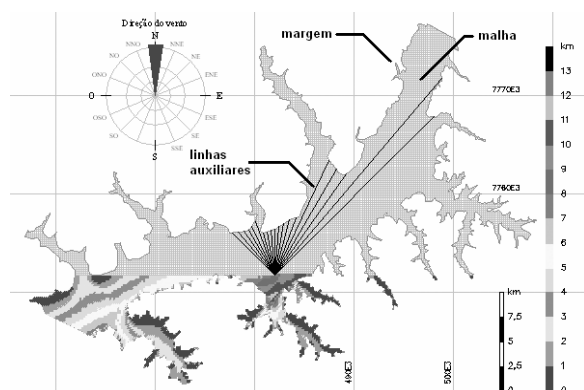 Direção do vento
N
NNO
NNE
NO
NE
ONO
ENE
O
E
OSO
ESE
SO
SE
SSO
SSE
S
margem
malha
linhas
auxiliares
7770E3
7760E3
490E3
500E3
km
7,5
5,0
2,5
0
km
13
12
11
10
9
8
7
6
5
4
3
2
1
0